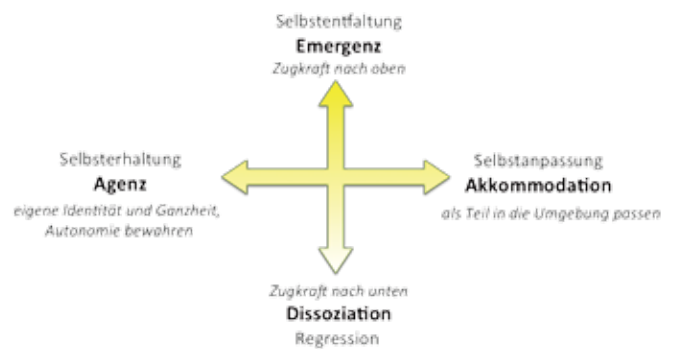 Selbstentfaltung
Emergenz
Zugkraft nach oben
Selbsterhaltung
Agenz
eigene Identität und Ganzheit,
Autonomie bewahren
Selbstanpassung
Akkommodation
als Teil in die Umgebung passen
Zugkraft nach unten
Dissoziation
Regression